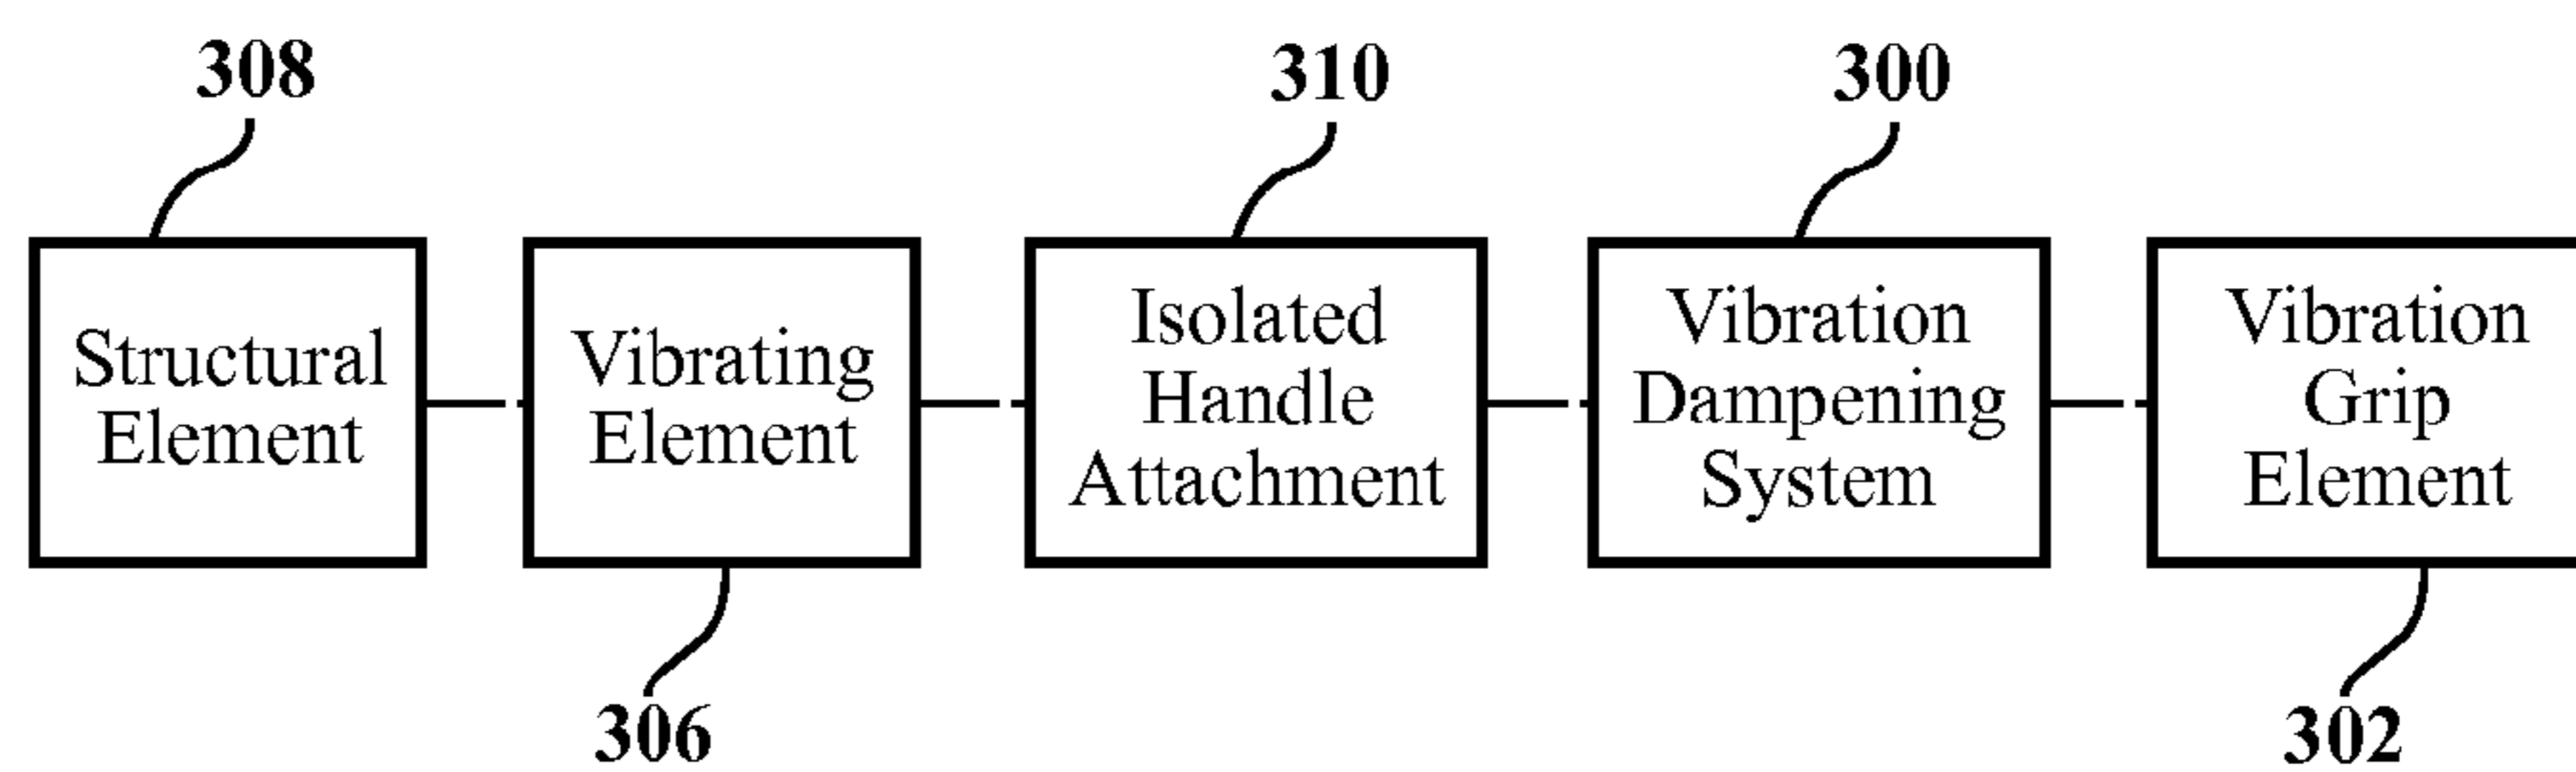 308
310
300
Structural
Element
Vibrating
Element
Isolated
Handle
Attachment
Vibration
Dampening
System
Vibration
Grip
Element
306
302